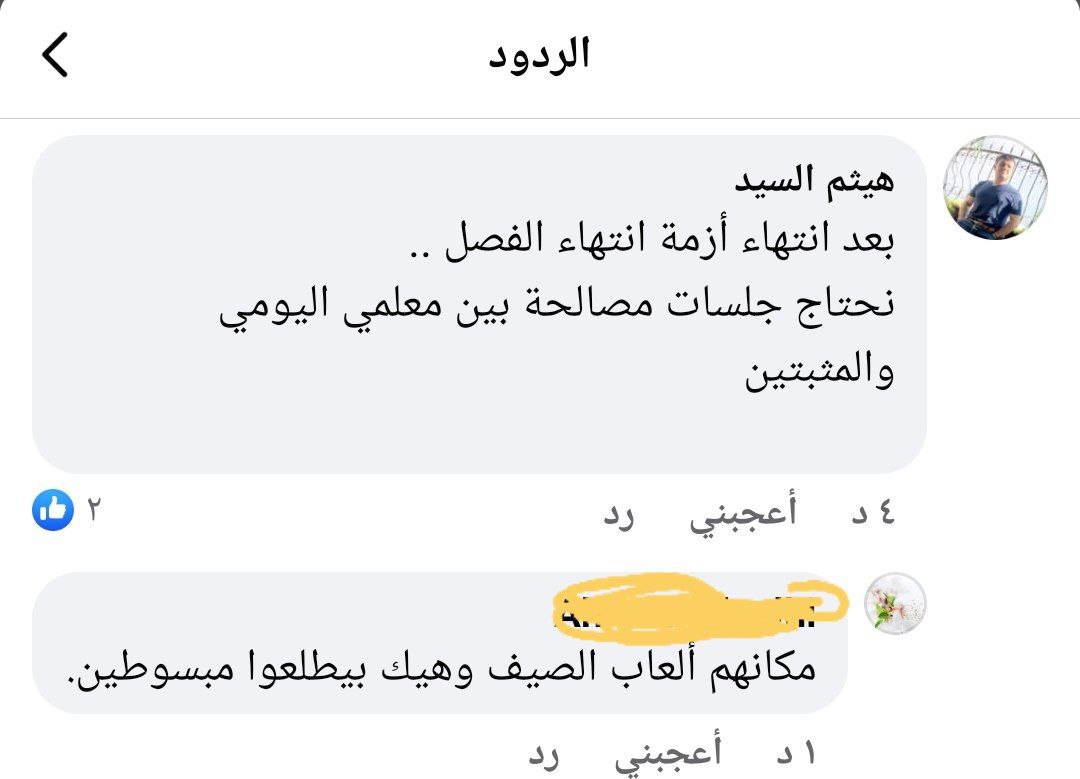 الردود
هيثم السيد
بعد انتهاء أزمة انتهاء الفصل ..
نحتاج جلسات مصالحة بين معلمي اليومي
والمثبتين
٤ د أعجبني رد
٢
مكانهم ألعاب الصيف وهيك بيطلعوا مبسوطين.
١ د أعجبني رد